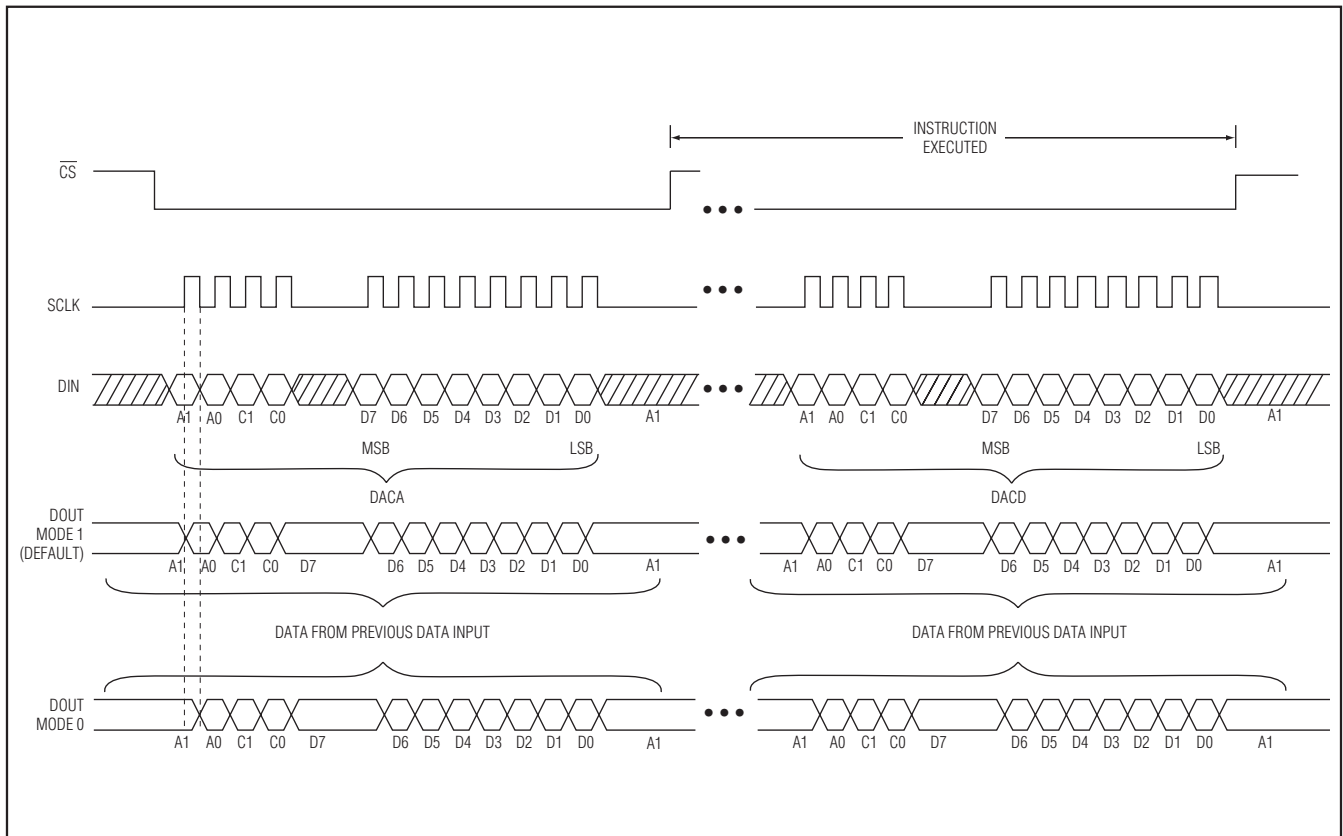 INSTRUCTION
EXECUTED
CS
SCLK
DIN
A1 A0 C1 C0 D7 D6 D5 D4 D3 D2 D1 D0 A1 A1 A0 C1 C0 D7 D6 D5 D4 D3 D2 D1 D0 A1
MSB LSB MSB LSB
DACA DACD
DOUT
MODE 1
(DEFAULT)
A1 A0 C1 C0 D7 D6 D5 D4 D3 D2 D1 D0 A1 A1 A0 C1 C0 D7 D6 D5 D4 D3 D2 D1 D0 A1
DATA FROM PREVIOUS DATA INPUT DATA FROM PREVIOUS DATA INPUT
DOUT
MODE 0
A1 A0 C1 C0 D7 D6 D5 D4 D3 D2 D1 D0 A1 A1 A0 C1 C0 D7 D6 D5 D4 D3 D2 D1 D0 A1